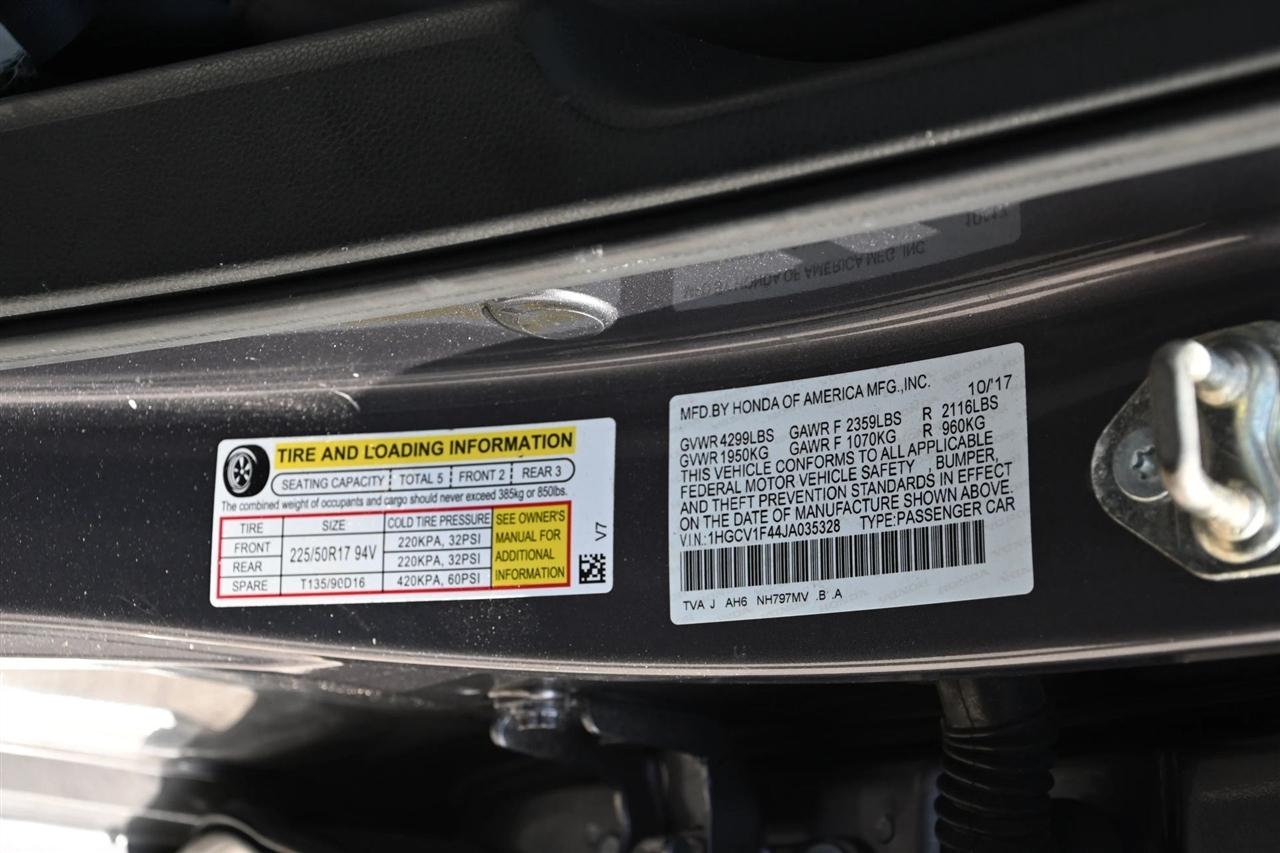 TIRE AND LOADING INFORMATION
SEATING CAPACITY TOTAL 5 FRONT 2 REAR 3
The combined weight of occupants and cargo should never exceed 385kg or 850lbs.
TIRE SIZE COLD TIRE PRESSURE
FRONT 225/50R17 94V 220KPA, 32PSI
REAR 220KPA, 32PSI
SPARE T135/90D16 420KPA, 60PSI
SEE OWNER'S
MANUAL FOR
ADDITIONAL
INFORMATION
V7
MFD.BY HONDA OF AMERICA MFG.,INC. 10/'17
GVWR 4299LBS GAWR F 2359LBS R 2116LBS
GVWR 1950KG GAWR F 1070KG R 960KG
THIS VEHICLE CONFORMS TO ALL APPLICABLE
FEDERAL MOTOR VEHICLE SAFETY , BUMPER,
AND THEFT PREVENTION STANDARDS IN EFFECT
ON THE DATE OF MANUFACTURE SHOWN ABOVE.
V.I.N.:1HGCV1F44JA035328 TYPE:PASSENGER CAR
TVA J AH6 NH797MV .B .A